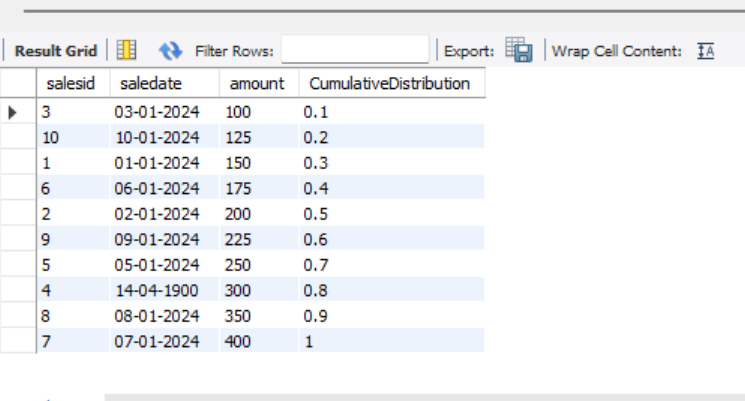 Result Grid Filter Rows: Export: Wrap Cell Content: IA
salesid saledate amount CumulativeDistribution
3 03-01-2024 100 0.1
10 10-01-2024 125 0.2
1 01-01-2024 150 0.3
6 06-01-2024 175 0.4
2 02-01-2024 200 0.5
9 09-01-2024 225 0.6
5 05-01-2024 250 0.7
4 14-04-1900 300 0.8
8 08-01-2024 350 0.9
7 07-01-2024 400 1